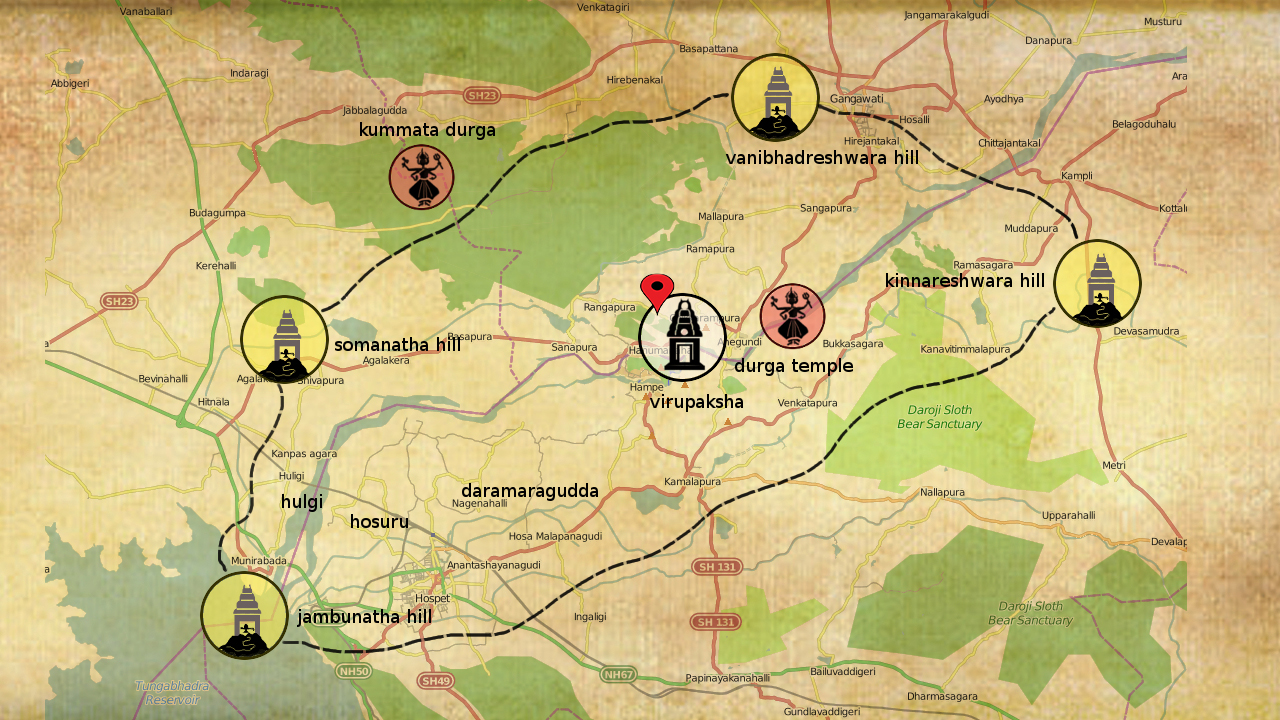 Vanaballari
Venkatagiri
Jangamarakalgudi
Musturu
Danapura
Basapattana
Indaragi
Abbigeri
Hirebenakal
SH23
Gangawati
Ayodhya
Jabbalagudda
kummata durga
Hosalli
Belagoduhalu
Hirejantakal
Chittajantakal
vanibhadreshwara hill
Kampli
Budagumpa
Mallapura
Sangapura
Muddapura
Ramapura
Kerehalli
Ramasagara
kinnareshwara hill
SH23
Rangapura
Devasamudra
Basapura
somanatha hill
Sanapura
Anegundi
Bukkasagara
Kanavitimmalapura
Agalakera
durga temple
Bevinahalli
Shivapura
Hampe
Hitnala
virupaksha
Venkatapura
Daroji Sloth
Bear Sanctuary
Kanpas agara
Metri
Huligi
Kamalapura
daramaragudda
Nallapura
hulgi
Nagenahalli
hosuru
Upparahalli
Hosa Malapanagudi
Munirabada
Anantashayanagudi
SH 131
Hospet
jambunatha hill
Ingaligi
SH 131
Daroji Sloth
Bear Sanctuary
NH50
SH49
NH67
Papinayakanahalli
Bailuvaddigeri
Tungabhadra
Reservoir
Dharmasagara
Gundlavaddigeri